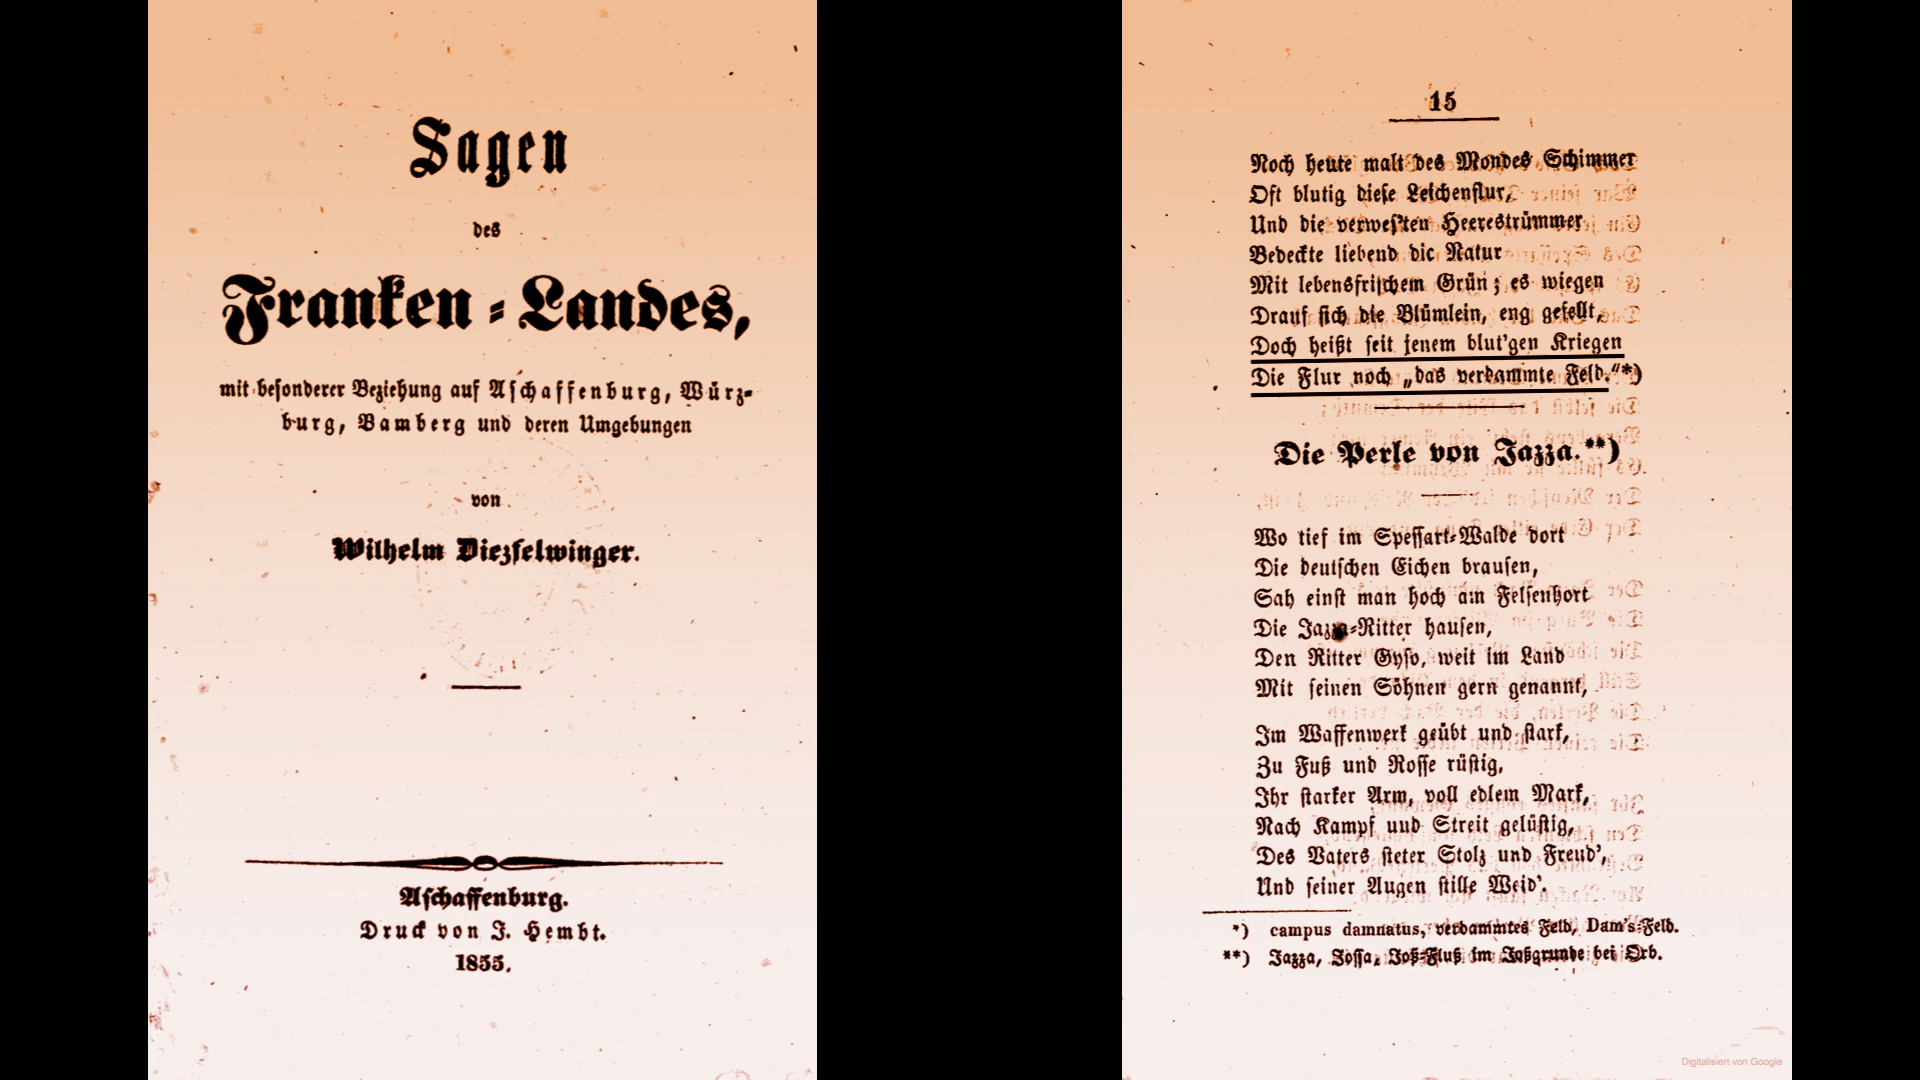 Sagen
des
Franken-Landes,
mit besonderer Beziehung auf Aschaffenburg, Würz-
burg, Bamberg und deren Umgebungen
von
Wilhelm Diezselwinger.
Aschaffenburg.
Druck von J. Hembt.
1855.
15
Noch heute malt des Mondes Schimmer
Oft blutig diese Leichenflur,
Und die verwes'ten Heerestrümmer
Bedeckte liebend dic Natur
Mit lebensfrischem Grün; es wiegen
Drauf sich die Blümlein, eng gesellt,
Doch heißt seit jenem blut'gen Kriegen
Die Flur noch „das verdammte Feld."*)
Die Perle von Jazza.**)
Wo tief im Spessart-Walde dort
Die deutschen Eichen brausen,
Sah einst man hoch am Felsenhort
Die Jazza-Ritter hausen,
Den Ritter Gyso, weit im Land
Mit seinen Söhnen gern genannt,
Im Waffenwerk geübt und stark,
Zu Fuß und Rosse rüstig,
Ihr starker Arm, voll edlem Mark,
Nach Kampf uud Streit gelüstig,
Des Vaters steter Stolz und Freud',
Und seiner Augen stille Weid'.
*) campus damnatus, verdammtes Feld, Dam's-Feld.
**) Jazza, Jossa, Joß-Fluß im Joßgrunde bei Orb.
Digitalisiert von Google